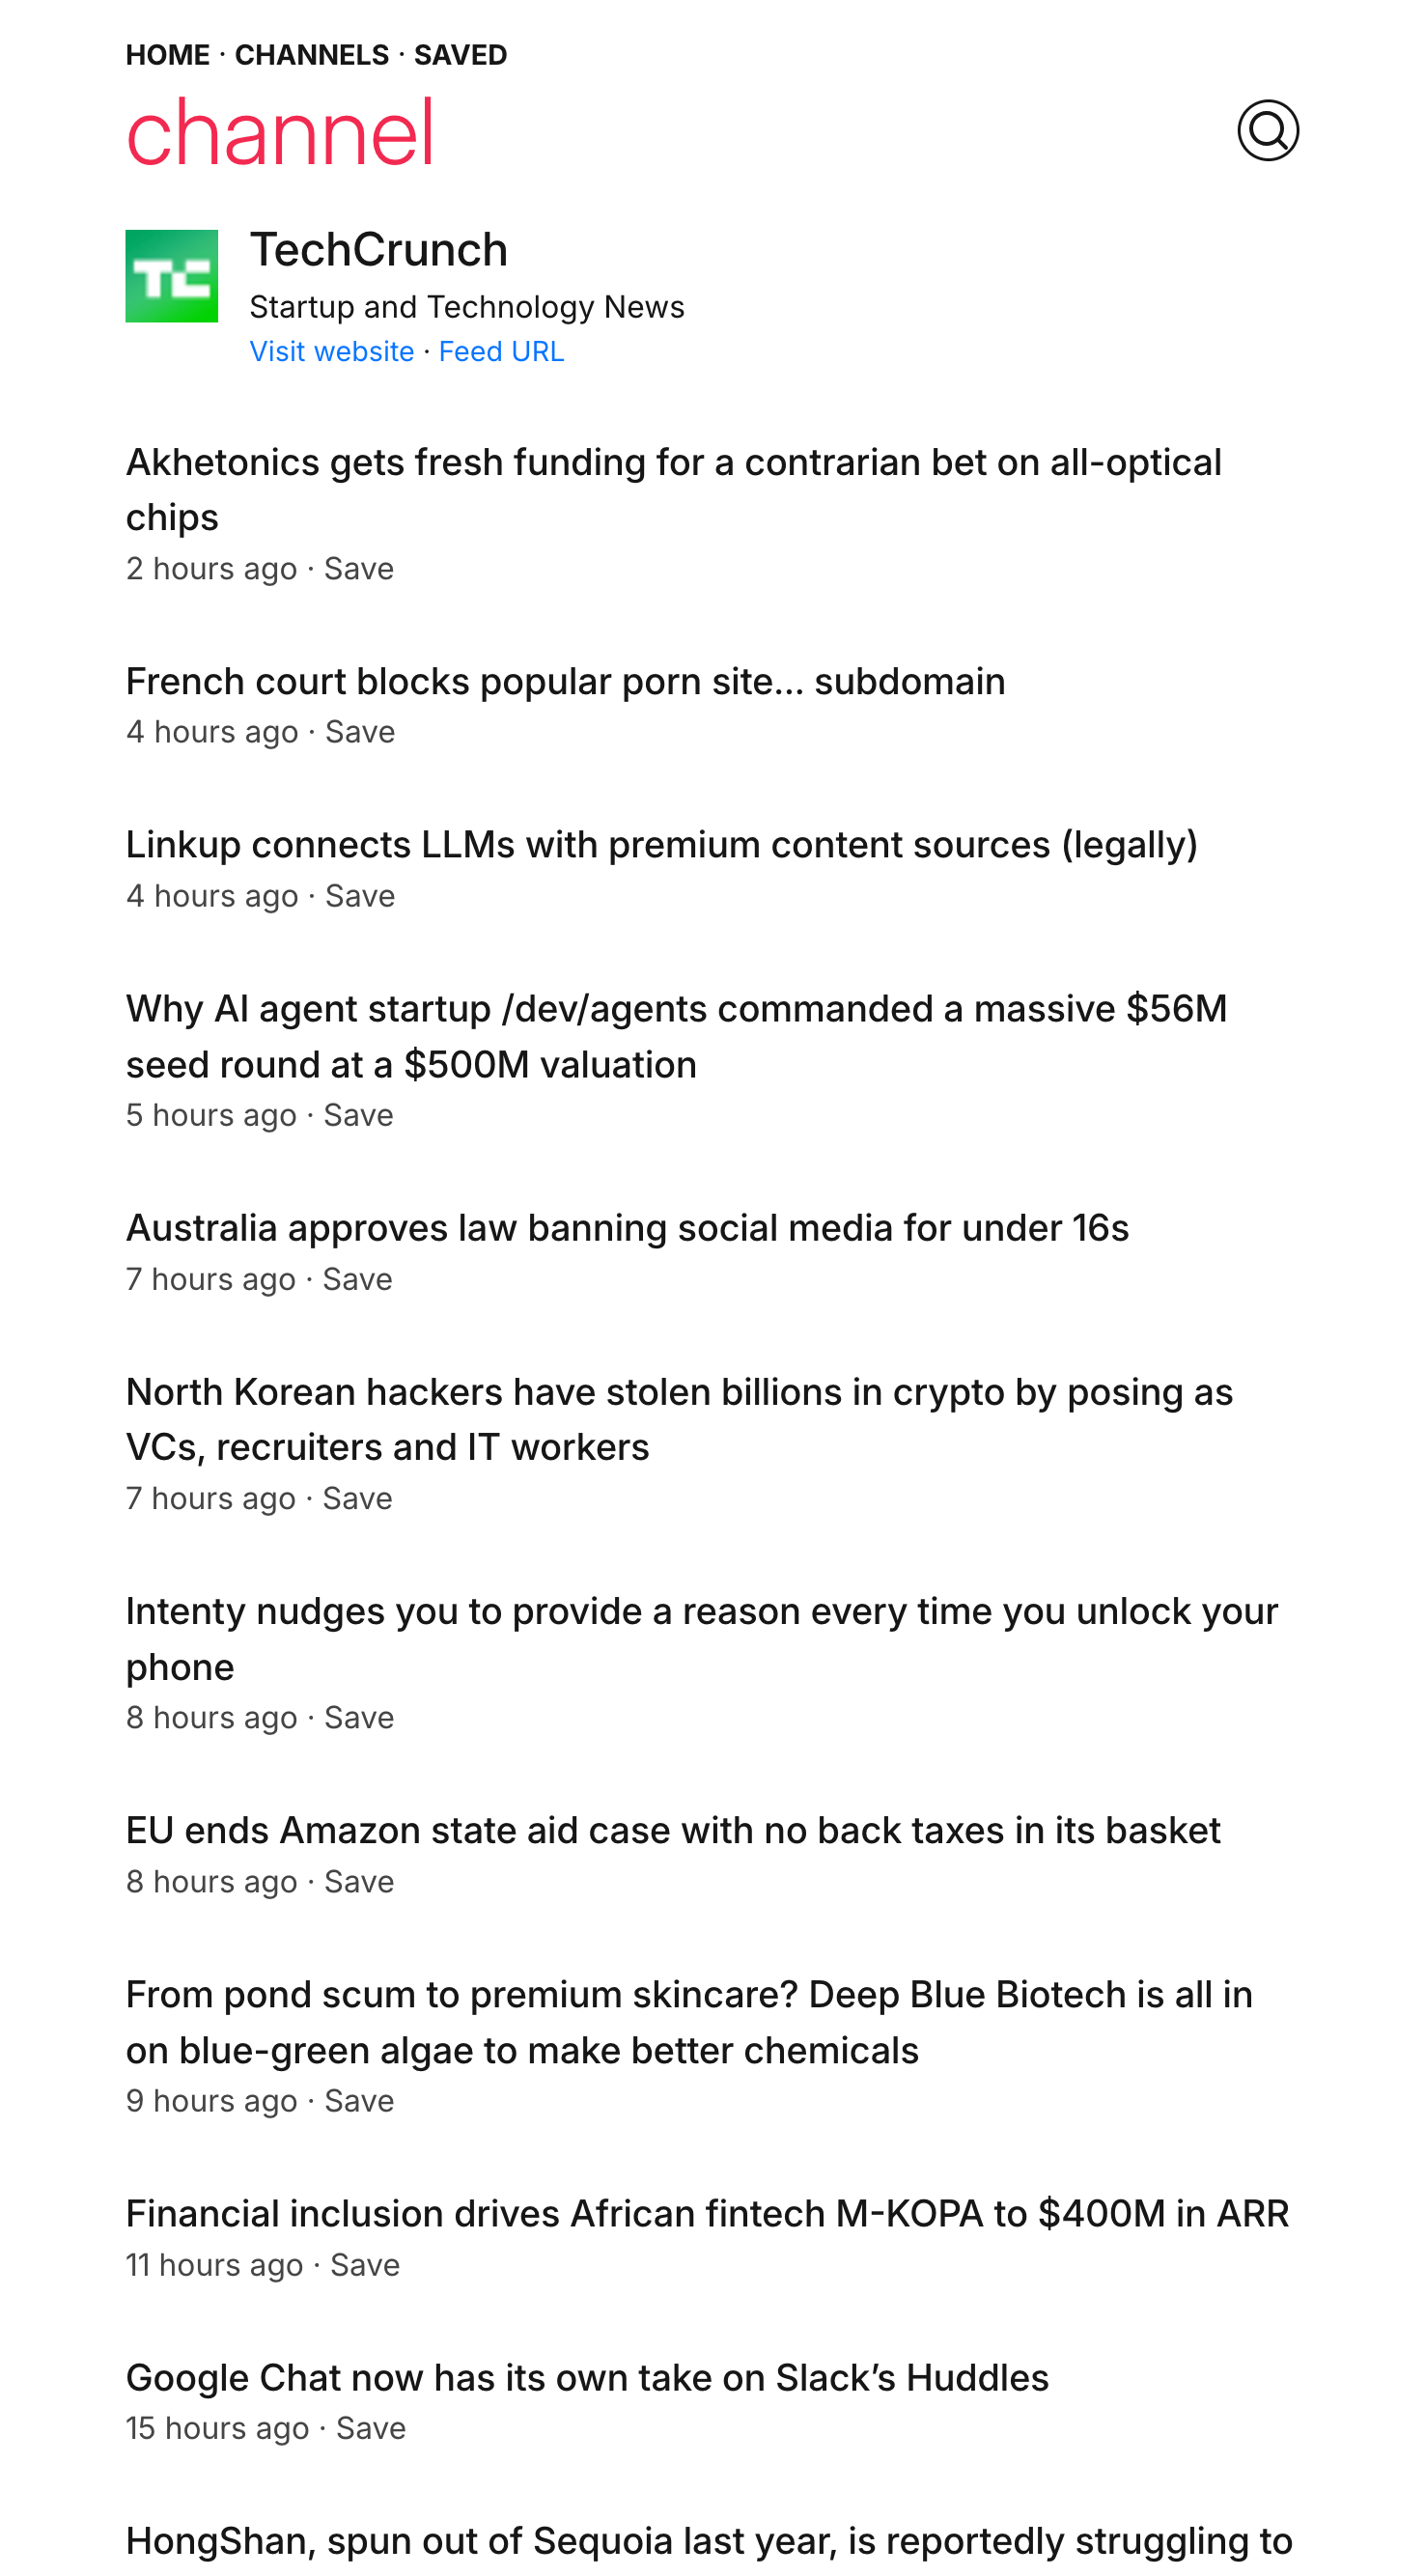 HOME · CHANNELS · SAVED
channel
TC
TechCrunch
Startup and Technology News
Visit website · Feed URL
Akhetonics gets fresh funding for a contrarian bet on all-optical
chips
2 hours ago · Save
French court blocks popular porn site… subdomain
4 hours ago · Save
Linkup connects LLMs with premium content sources (legally)
4 hours ago · Save
Why AI agent startup /dev/agents commanded a massive $56M
seed round at a $500M valuation
5 hours ago · Save
Australia approves law banning social media for under 16s
7 hours ago · Save
North Korean hackers have stolen billions in crypto by posing as
VCs, recruiters and IT workers
7 hours ago · Save
Intenty nudges you to provide a reason every time you unlock your
phone
8 hours ago · Save
EU ends Amazon state aid case with no back taxes in its basket
8 hours ago · Save
From pond scum to premium skincare? Deep Blue Biotech is all in
on blue-green algae to make better chemicals
9 hours ago · Save
Financial inclusion drives African fintech M-KOPA to $400M in ARR
11 hours ago · Save
Google Chat now has its own take on Slack’s Huddles
15 hours ago · Save
HongShan, spun out of Sequoia last year, is reportedly struggling to